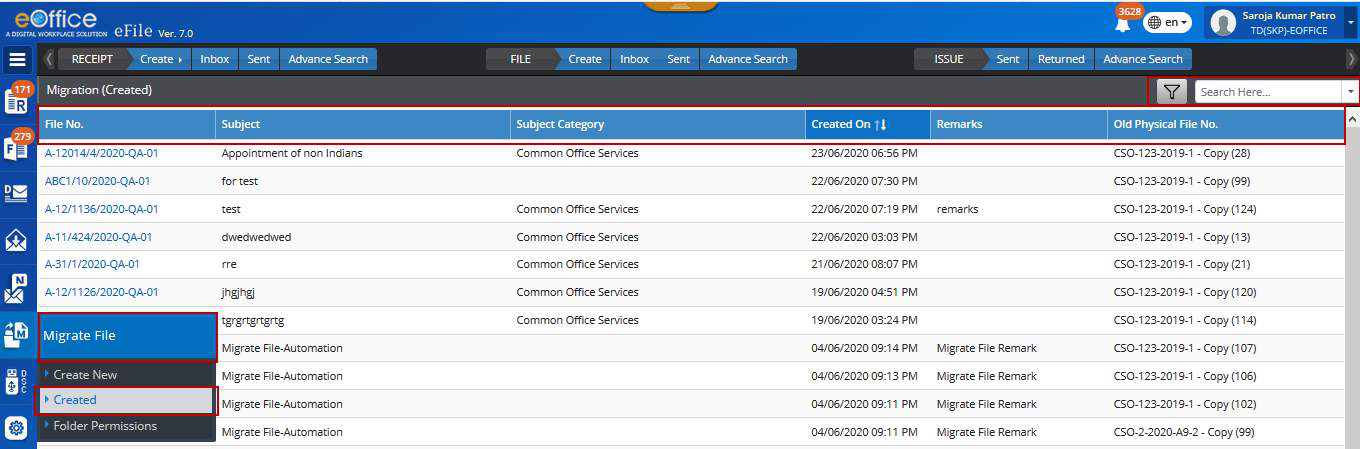 eOffice
A DIGITAL WORKPLACE SOLUTION
eFile Ver. 7.0
3628
en
Saroja Kumar Patro
TD(SKP)-EOFFICE
RECEIPT Create Inbox Sent Advance Search FILE Create Inbox Sent Advance Search ISSUE Sent Returned Advance Search
171
R
279
F
D
N
M
DSC
Migration (Created) Search Here...
File No. Subject Subject Category Created On Remarks Old Physical File No.
A-12014/4/2020-QA-01 Appointment of non Indians Common Office Services 23/06/2020 06:56 PM CSO-123-2019-1 - Copy (28)
ABC1/10/2020-QA-01 for test 22/06/2020 07:30 PM CSO-123-2019-1 - Copy (99)
A-12/1136/2020-QA-01 test Common Office Services 22/06/2020 07:19 PM remarks CSO-123-2019-1 - Copy (124)
A-11/424/2020-QA-01 dwedwedwed Common Office Services 22/06/2020 03:03 PM CSO-123-2019-1 - Copy (13)
A-31/1/2020-QA-01 rre Common Office Services 21/06/2020 08:07 PM CSO-123-2019-1 - Copy (21)
A-12/1126/2020-QA-01 jhgjhgj Common Office Services 19/06/2020 04:51 PM CSO-123-2019-1 - Copy (120)
tgrgrtgrtgrtg Common Office Services 19/06/2020 03:24 PM CSO-123-2019-1 - Copy (114)
Migrate File-Automation 04/06/2020 09:14 PM Migrate File Remark CSO-123-2019-1 - Copy (107)
Migrate File-Automation 04/06/2020 09:13 PM Migrate File Remark CSO-123-2019-1 - Copy (106)
Migrate File-Automation 04/06/2020 09:11 PM Migrate File Remark CSO-123-2019-1 - Copy (102)
Migrate File-Automation 04/06/2020 09:11 PM Migrate File Remark CSO-2-2020-A9-2 - Copy (99)
Migrate File
Create New
Created
Folder Permissions